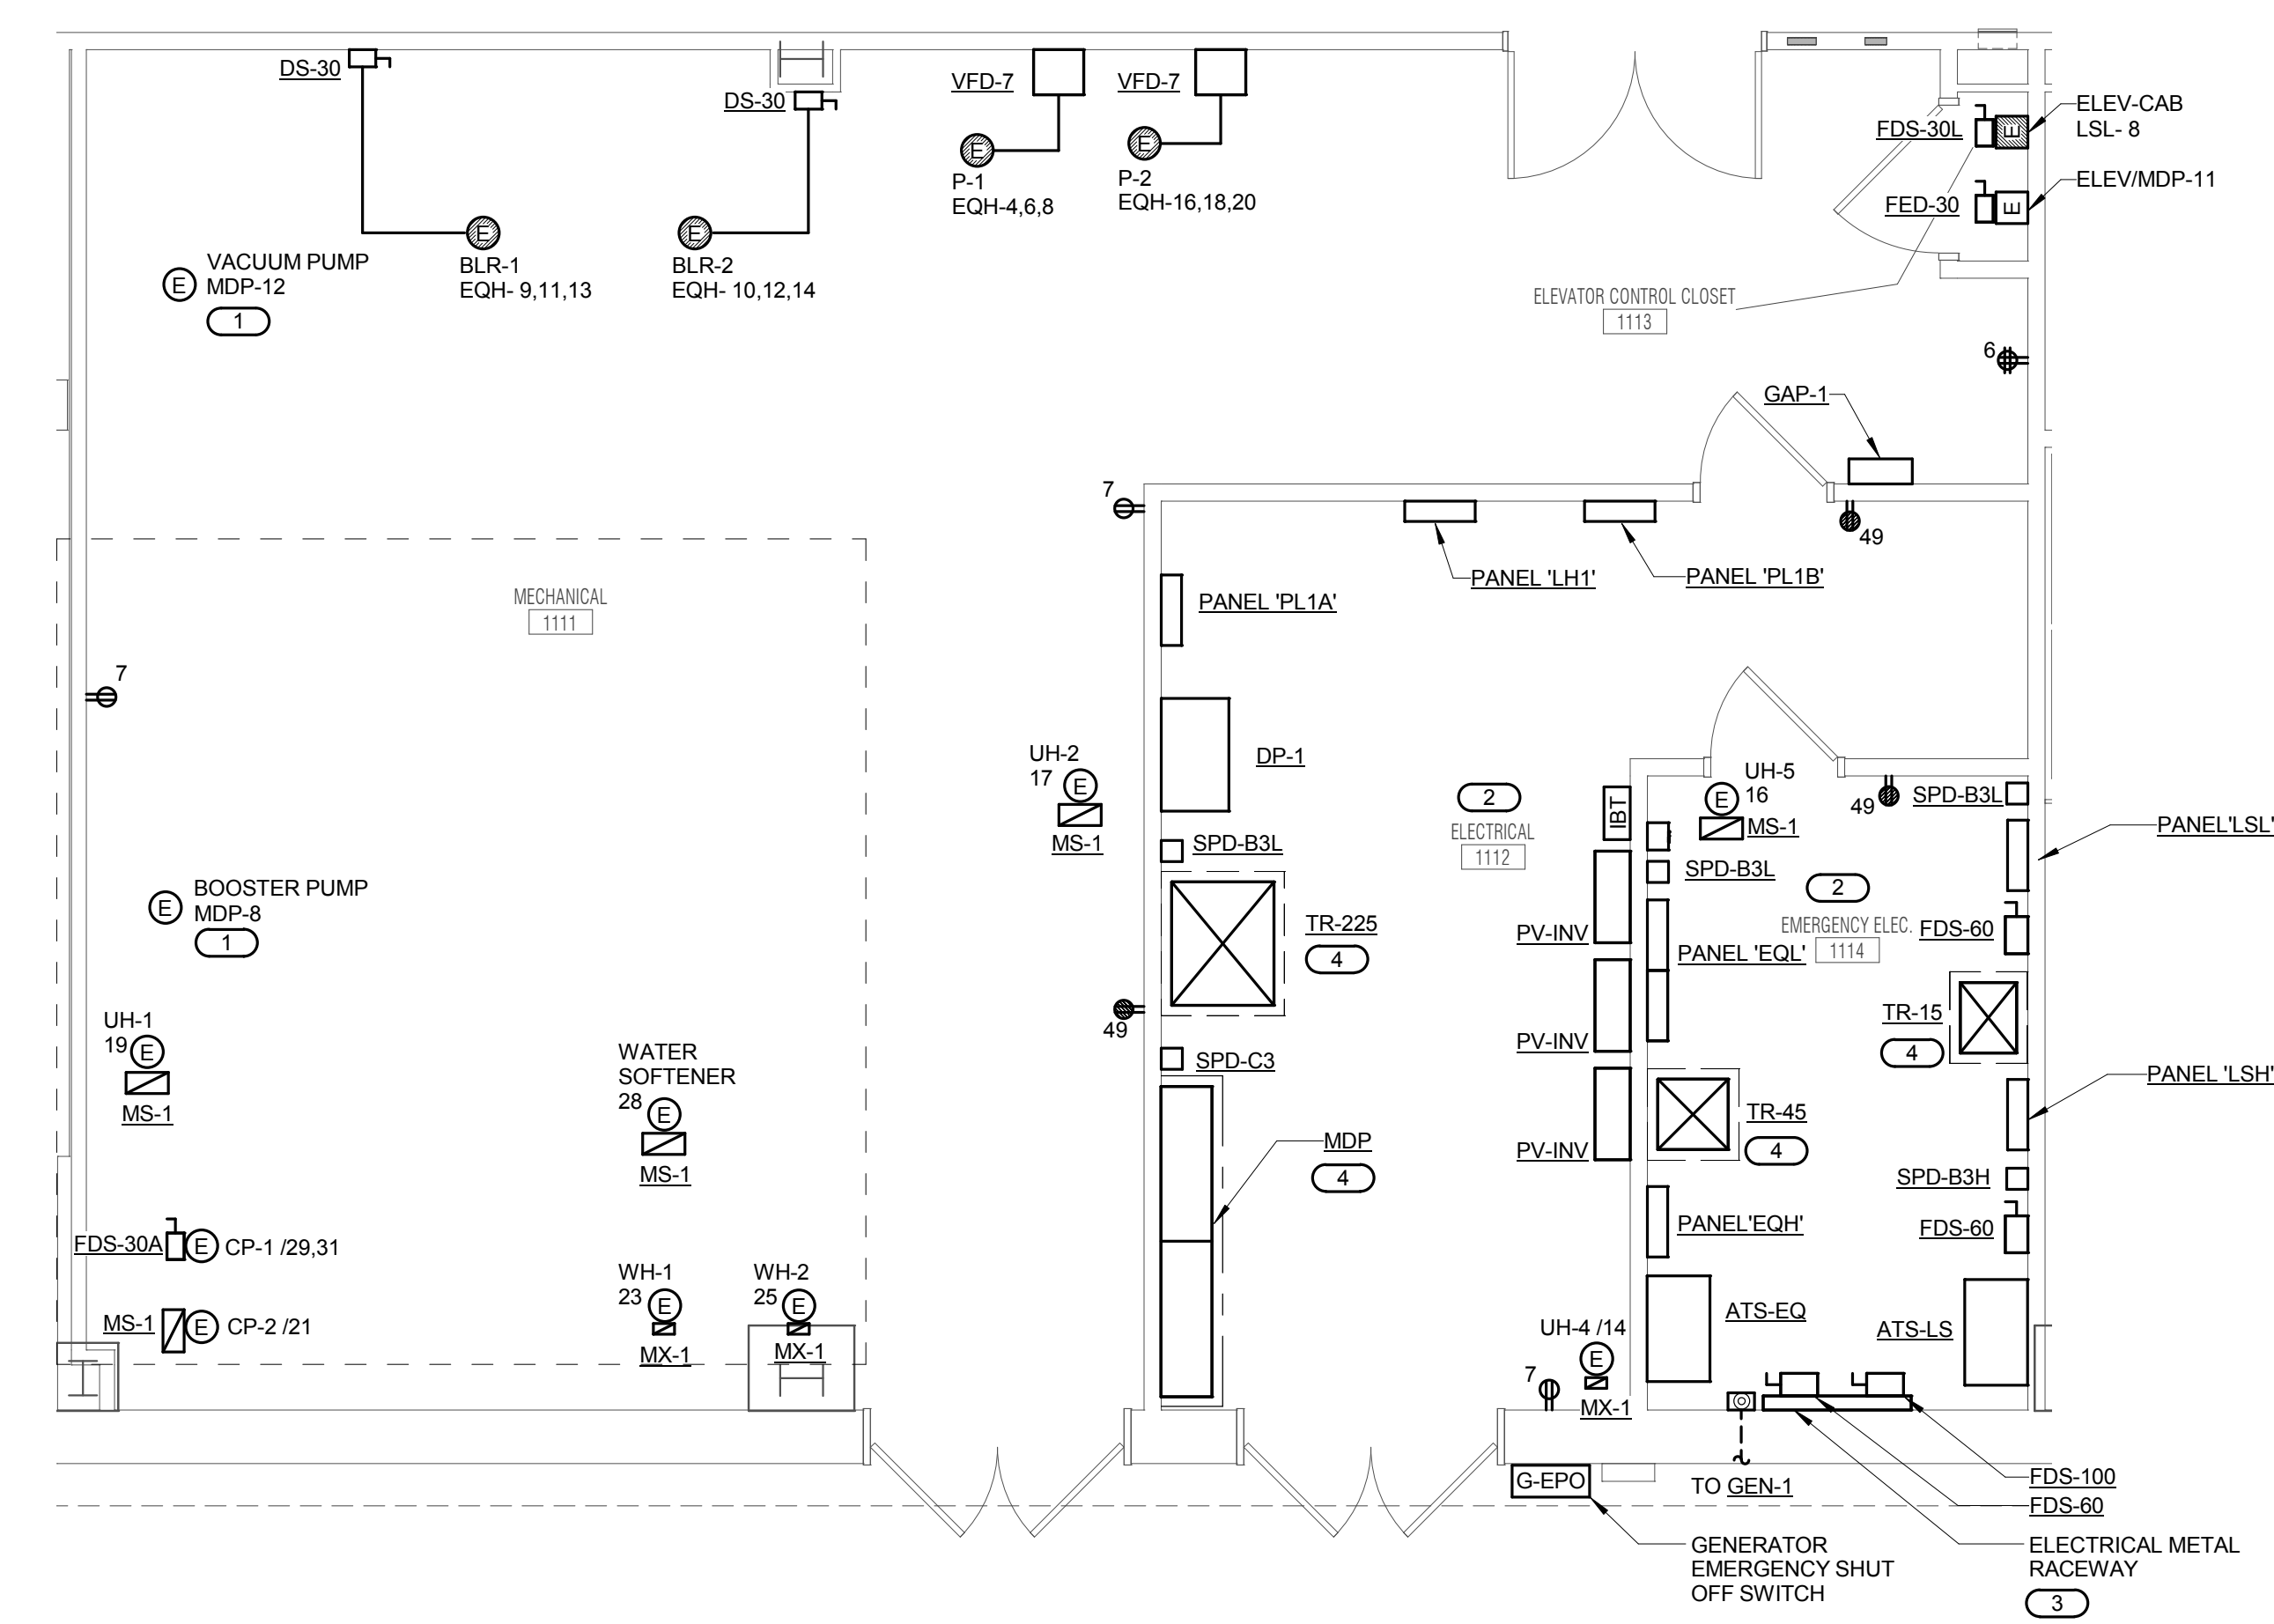 DS-30
DS-30
VFD-7
VFD-7
E
P-1
EQH-4,6,8
E
P-2
EQH-16,18,20
FDS-30L
E
ELEV-CAB
LSL- 8
FED-30
E
ELEV/MDP-11
E
VACUUM PUMP
MDP-12
1
E
BLR-1
EQH- 9,11,13
E
BLR-2
EQH- 10,12,14
ELEVATOR CONTROL CLOSET
1113
6
GAP-1
7
49
MECHANICAL
1111
PANEL 'PL1A'
PANEL 'LH1'
PANEL 'PL1B'
7
UH-2
17
E
MS-1
DP-1
2
ELECTRICAL
1112
IBT
UH-5
16
E
MS-1
49
SPD-B3L
PANEL'LSL'
SPD-B3L
SPD-B3L
2
EMERGENCY ELEC.
1114
FDS-60
E
BOOSTER PUMP
MDP-8
1
TR-225
4
PV-INV
PANEL 'EQL'
49
TR-15
4
UH-1
19
E
MS-1
WATER
SOFTENER
28
E
MS-1
SPD-C3
PV-INV
PANEL 'LSH'
MDP
4
PV-INV
TR-45
4
SPD-B3H
FDS-30A
E
CP-1 /29,31
PANEL'EQH'
FDS-60
MS-1
E
CP-2 /21
WH-1
23
E
MX-1
WH-2
25
E
MX-1
UH-4 /14
E
7
MX-1
ATS-EQ
ATS-LS
G-EPO
TO GEN-1
FDS-100
FDS-60
GENERATOR
EMERGENCY SHUT
OFF SWITCH
ELECTRICAL METAL
RACEWAY
3